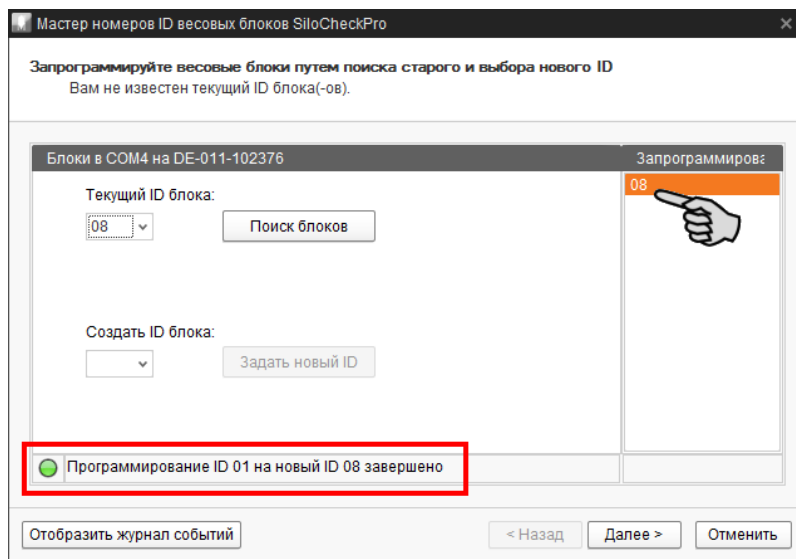 Мастер номеров ID весовых блоков SiloCheckPro
Запрограммируйте весовые блоки путем поиска старого и выбора нового ID
Вам не известен текущий ID блока(-ов).
Блоки в COM4 на DE-011-102376
Запрограммирова
Текущий ID блока:
08
Поиск блоков
08
Создать ID блока:
Задать новый ID
Программирование ID 01 на новый ID 08 завершено
Отобразить журнал событий
< Назад
Далее >
Отменить